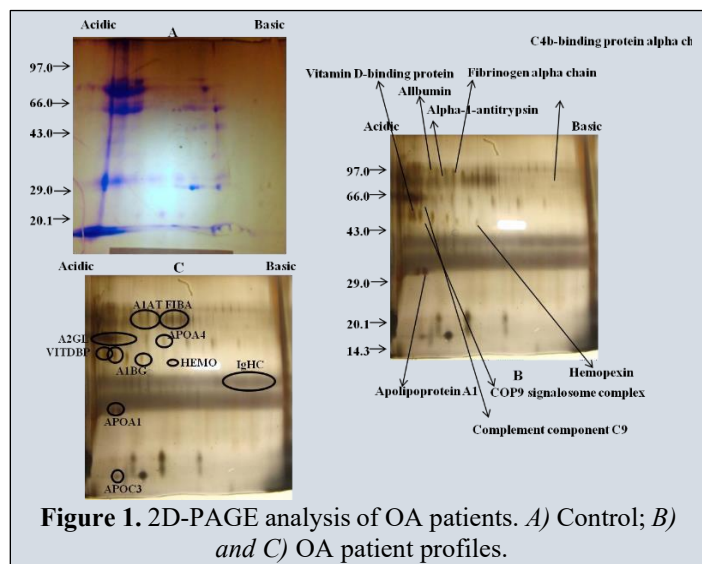 Acidic
Basic
A
97.0
66.0
43.0
29.0
20.1
C4b-binding protein alpha ch
Vitamin D-binding protein
Fibrinogen alpha chain
Allbumin
Alpha-1-antitrypsin
Acidic
Basic
97.0
66.0
43.0
29.0
20.1
14.3
Hemopexin
Apolipoprotein A1
B
COP9 signalosome complex
Complement component C9
Acidic
C
Basic
A1AT FIBA
A2GL
APOA4
VITDBP
A1BG
HEMO
IgHC
APOA1
APOC3
Figure 1. 2D-PAGE analysis of OA patients. A) Control; B)
and C) OA patient profiles.